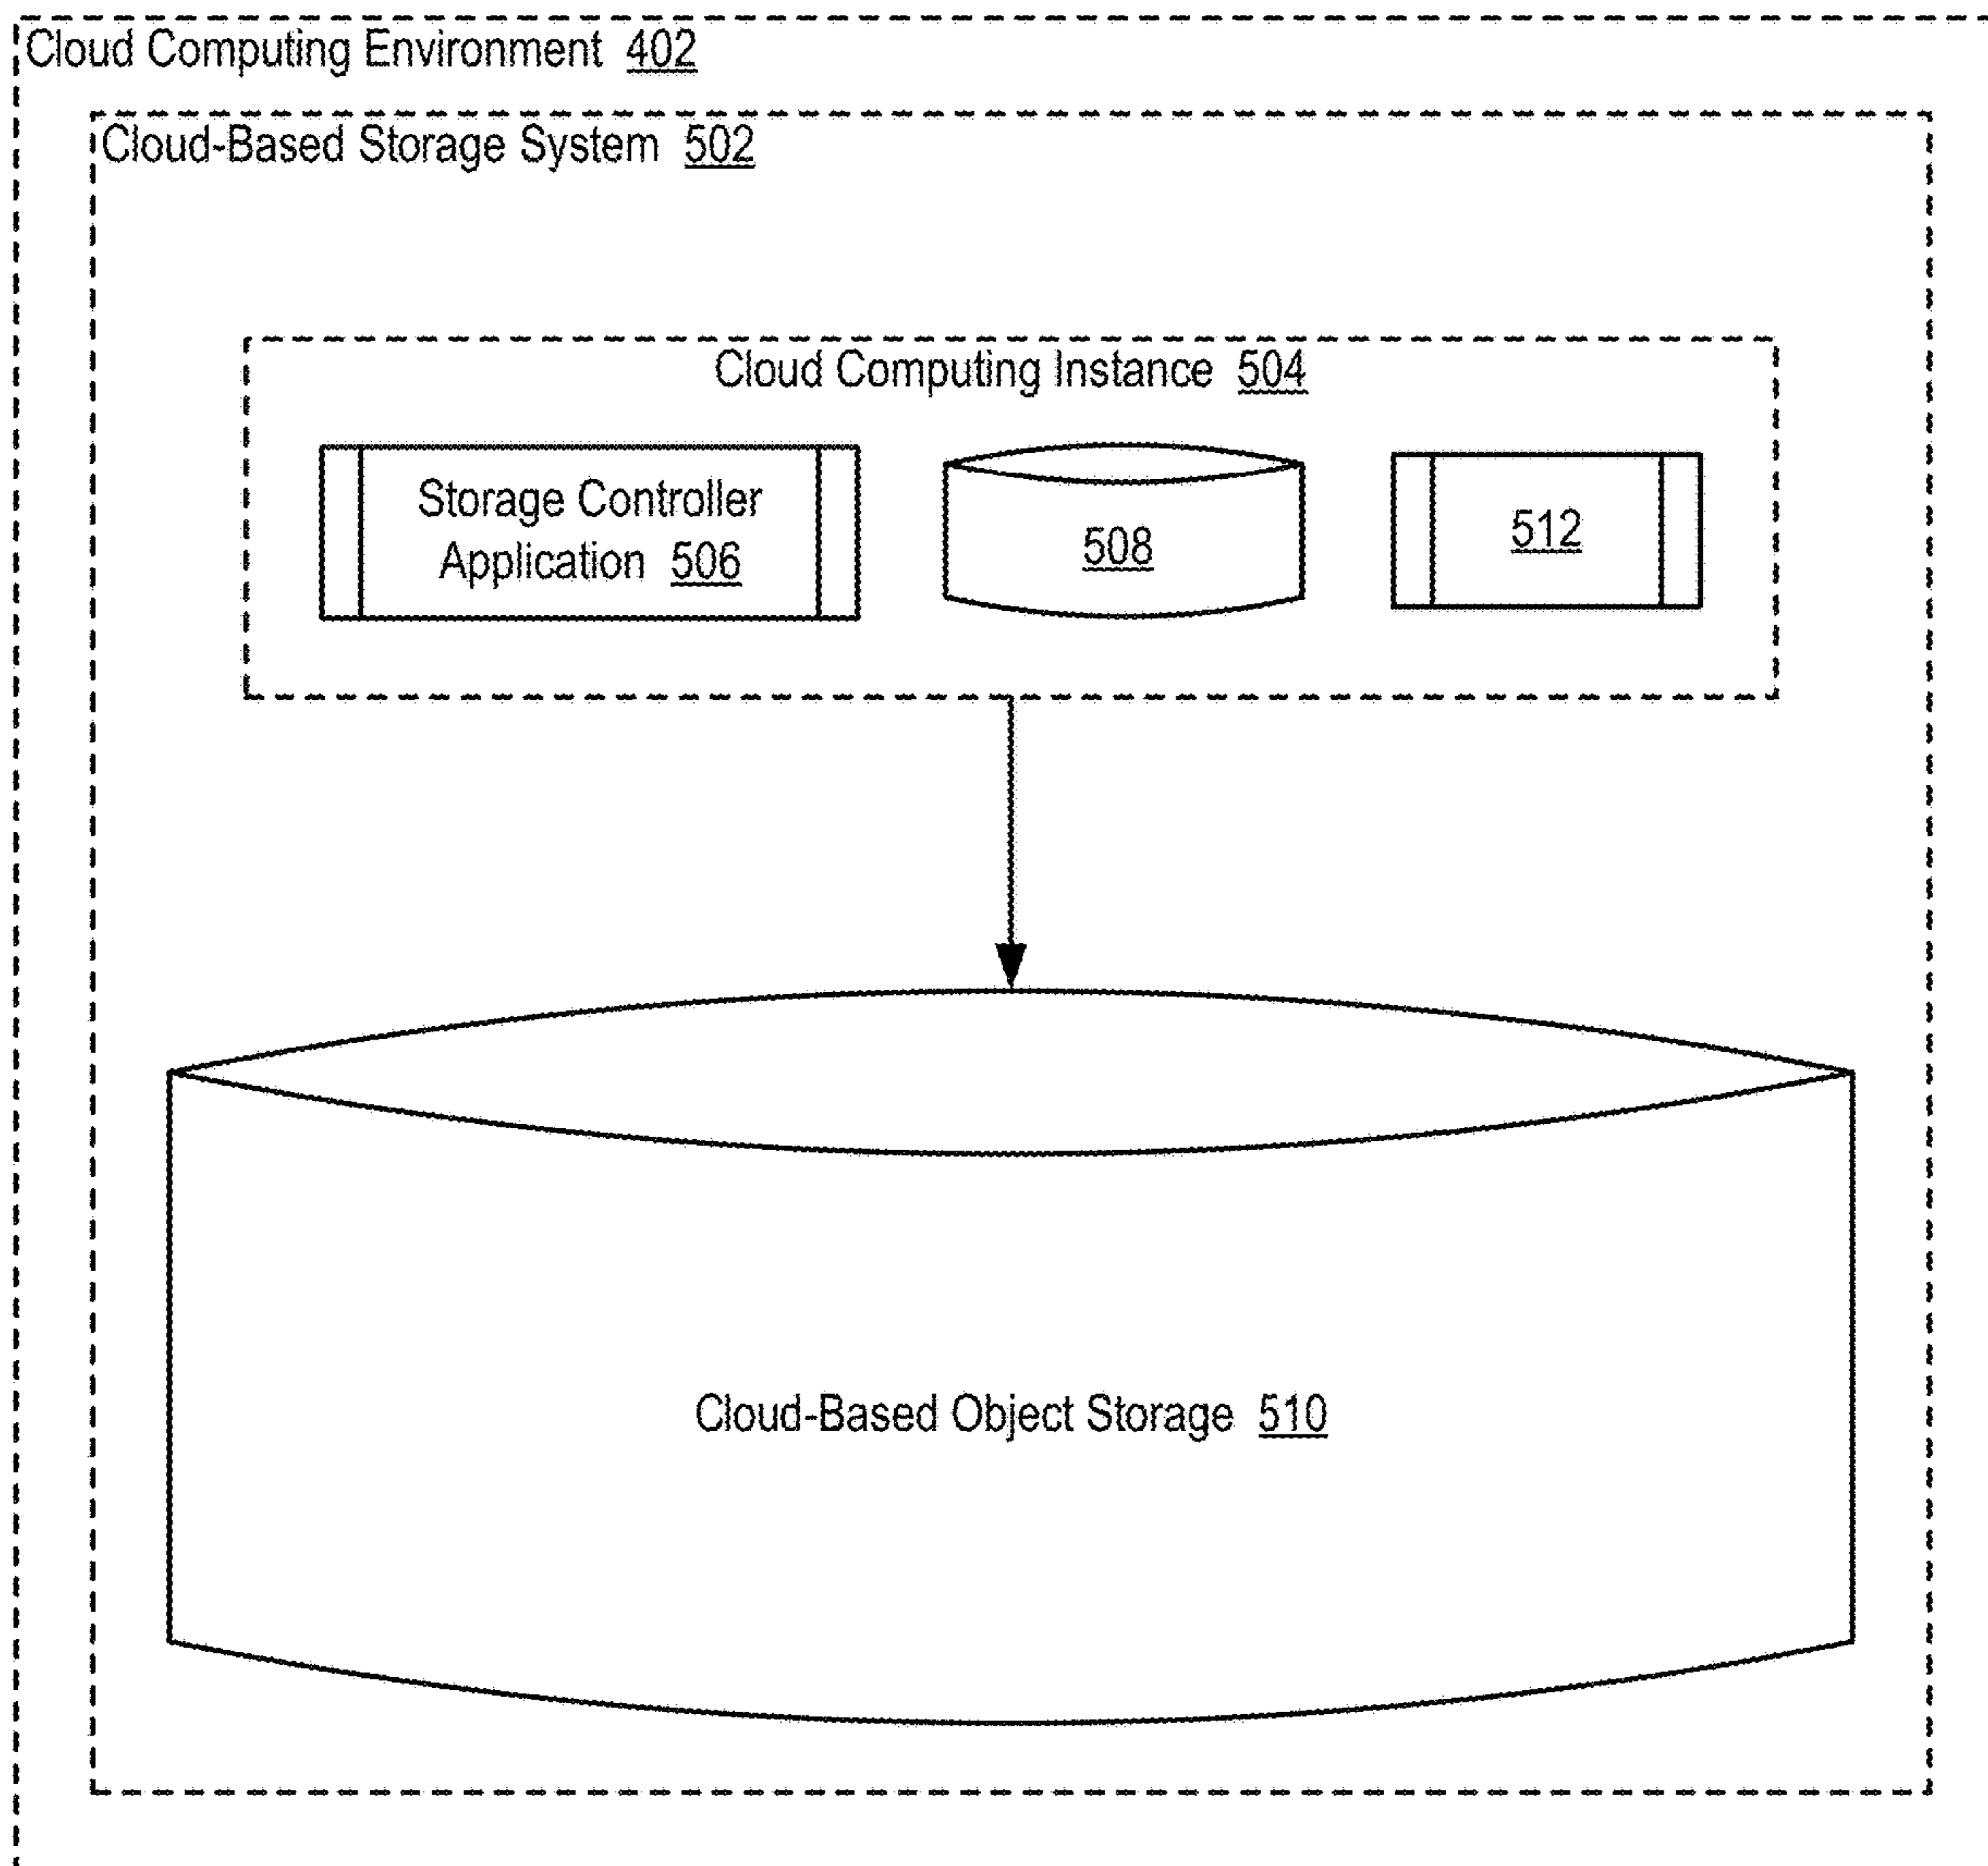 Cloud Computing Environment 402
Cloud-Based Storage System 502
Cloud Computing Instance 504
Storage Controller
Application 506
508
512
Cloud-Based Object Storage 510